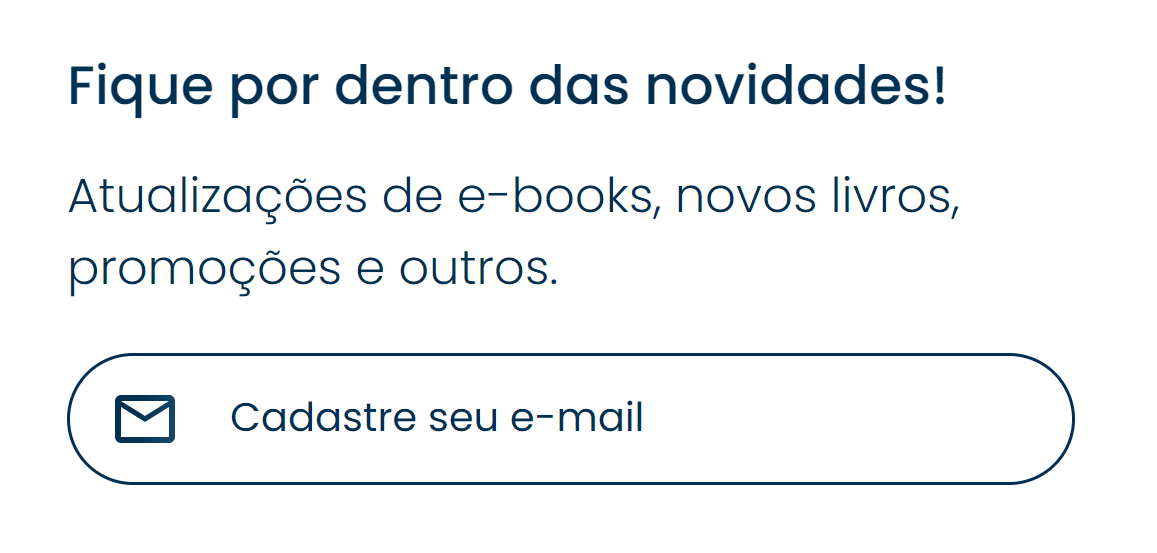 Fique por dentro das novidades!
Atualizações de e-books, novos livros,
promoções e outros.
Cadastre seu e-mail